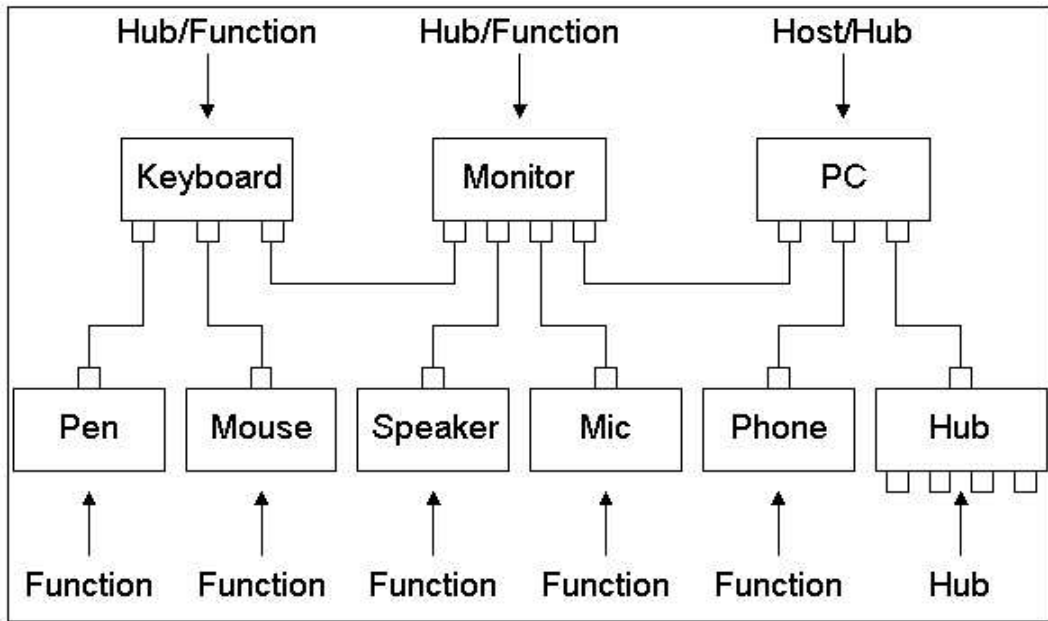 Hub/Function Hub/Function Host/Hub
Keyboard Monitor PC
Pen Mouse Speaker Mic Phone Hub
Function Function Function Function Function Hub